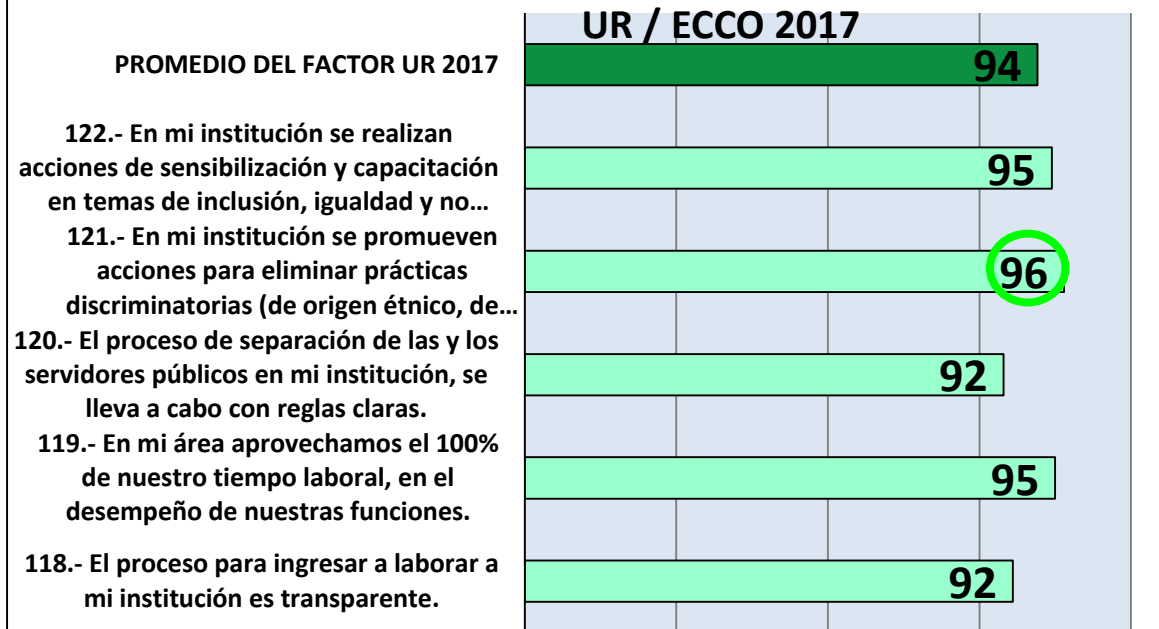 UR / ECCO 2017
PROMEDIO DEL FACTOR UR 2017
94
122.- En mi institución se realizan
acciones de sensibilización y capacitación
en temas de inclusión, igualdad y no…
95
121.- En mi institución se promueven
acciones para eliminar prácticas
discriminatorias (de origen étnico, de…
96
120.- El proceso de separación de las y los
servidores públicos en mi institución, se
lleva a cabo con reglas claras.
92
119.- En mi área aprovechamos el 100%
de nuestro tiempo laboral, en el
desempeño de nuestras funciones.
95
118.- El proceso para ingresar a laborar a
mi institución es transparente.
92